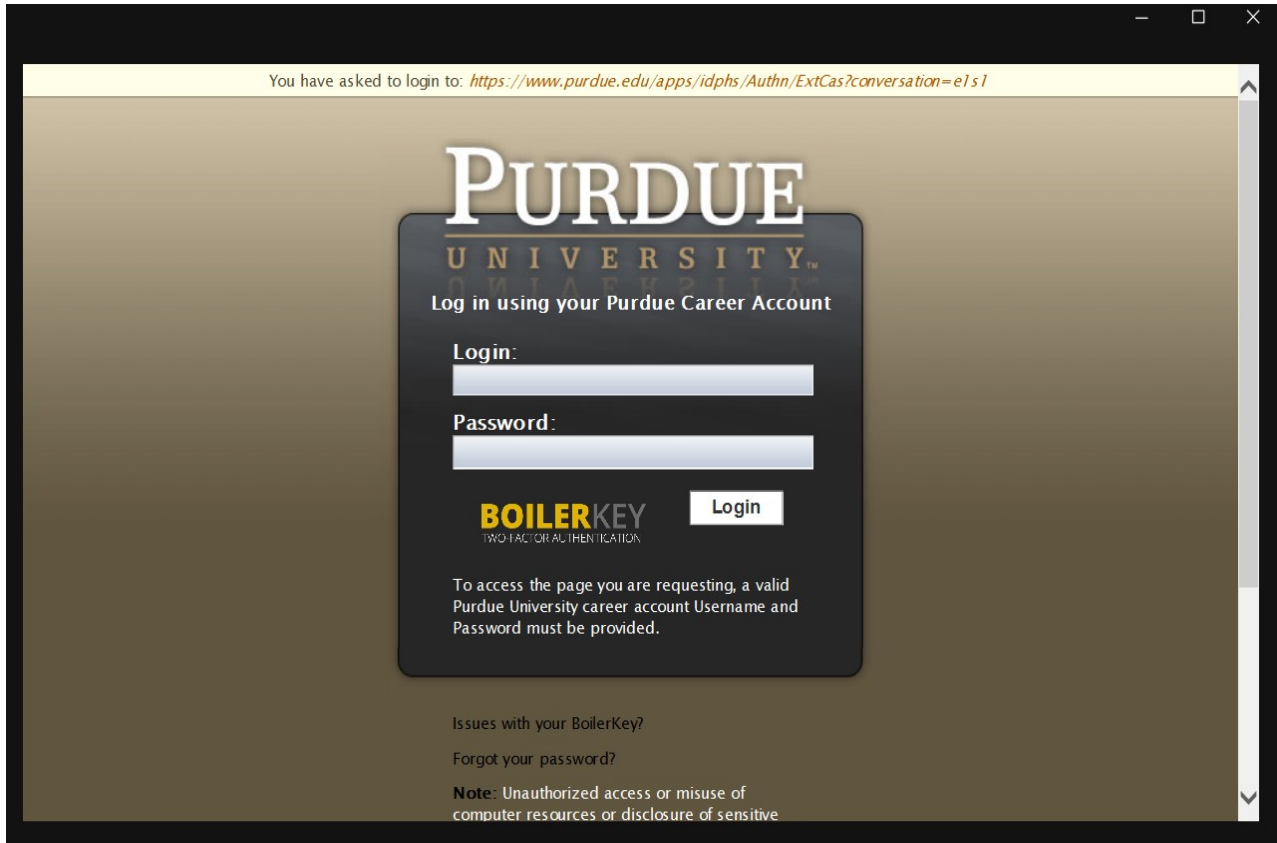 You have asked to login to: https://www.purdue.edu/apps/idphs/Authn/ExtCas?conversation=e1s1
PURDUE
UNIVERSITY™
Log in using your Purdue Career Account
Login:
Password:
BOILERKEY
TWO-FACTOR AUTHENTICATION
Login
To access the page you are requesting, a valid
Purdue University career account Username and
Password must be provided.
Issues with your BoilerKey?
Forgot your password?
Note: Unauthorized access or misuse of
computer resources or disclosure of sensitive